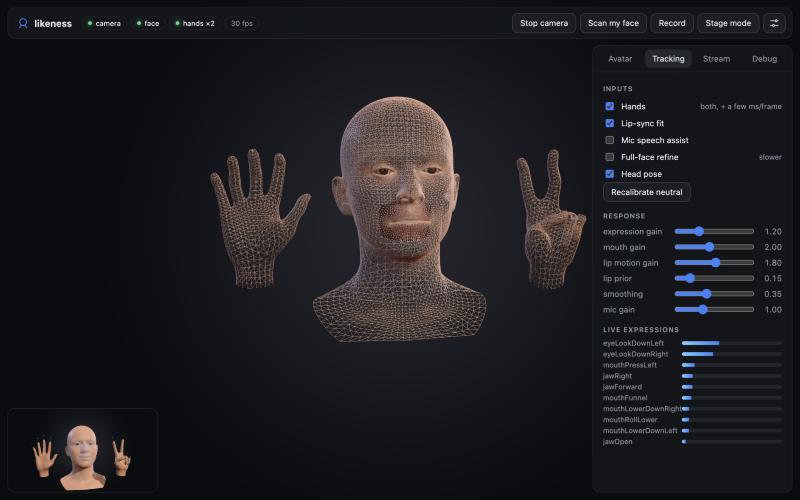 likeness
camera
face
hands ×2
30 fps
Stop camera
Scan my face
Record
Stage mode
Avatar
Tracking
Stream
Debug
INPUTS
Hands both, + a few ms/frame
Lip-sync fit
Mic speech assist
Full-face refine slower
Head pose
Recalibrate neutral
RESPONSE
expression gain 1.20
mouth gain 2.00
lip motion gain 1.80
lip prior 0.15
smoothing 0.35
mic gain 1.00
LIVE EXPRESSIONS
eyeLookDownLeft
eyeLookDownRight
mouthPressLeft
jawRight
jawForward
mouthFunnel
mouthLowerDownRight
mouthRollLower
mouthLowerDownLeft
jawOpen